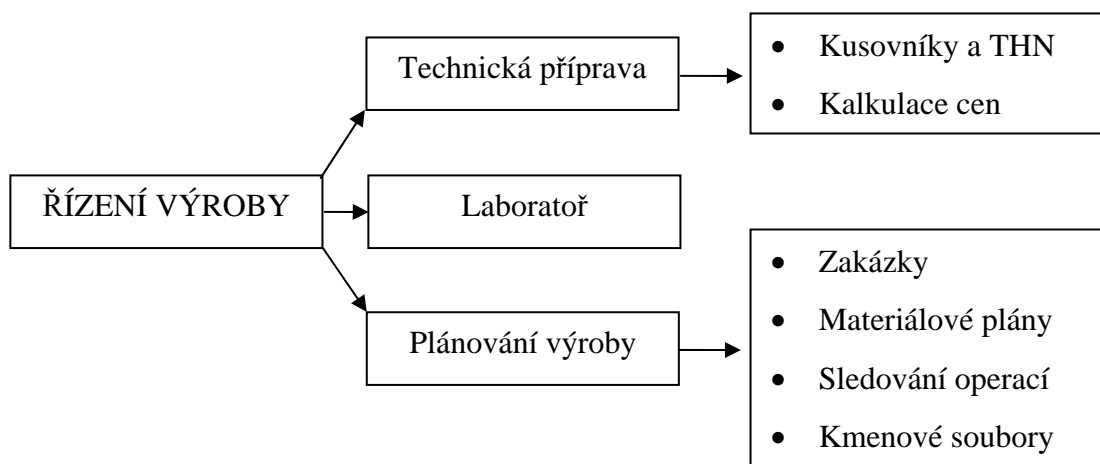 Technická příprava
Kusovníky a THN
Kalkulace cen
ŘÍZENÍ VÝROBY
Laboratoř
Plánování výroby
Zakázky
Materiálové plány
Sledování operací
Kmenové soubory